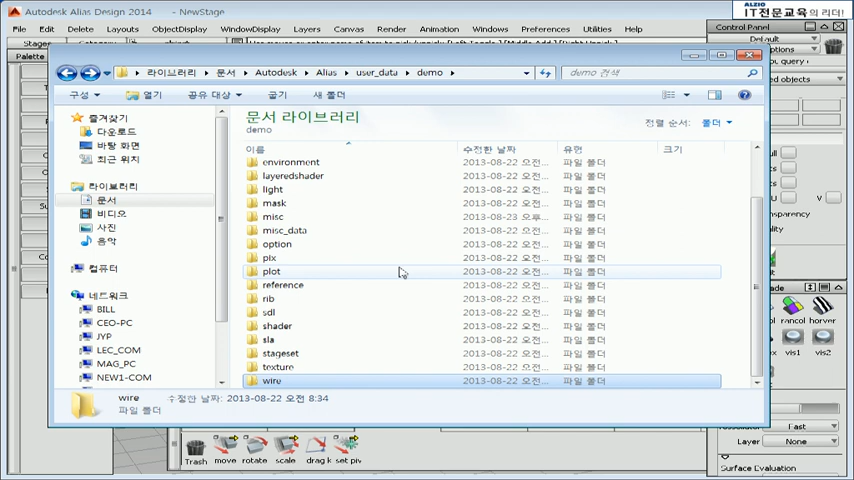 Autodesk Alias Design 2014 - NewStage
ALZIO
IT전문교육의 리더!
File Edit Delete Layouts ObjectDisplay WindowDisplay Layers Canvas Render Animation Windows Preferences Utilities Help
Control Panel
Default
Stages
Palette
라이브러리 문서 Autodesk Alias user_data demo
demo 검색
구성 열기 공유 대상 굽기 새 폴더
즐겨찾기
다운로드
바탕 화면
최근 위치
라이브러리
문서
비디오
사진
음악
컴퓨터
네트워크
BILL
CEO-PC
JYP
LEC_COM
MAG_PC
NEW1-COM
문서 라이브러리
demo
정렬 순서: 폴더
이름 수정한 날짜 유형 크기
environment 2013-08-22 오전... 파일 폴더
layeredshader 2013-08-22 오전... 파일 폴더
light 2013-08-22 오전... 파일 폴더
mask 2013-08-22 오전... 파일 폴더
misc 2013-08-23 오후... 파일 폴더
misc_data 2013-08-22 오전... 파일 폴더
option 2013-08-22 오전... 파일 폴더
pix 2013-08-22 오전... 파일 폴더
plot 2013-08-22 오전... 파일 폴더
reference 2013-08-22 오전... 파일 폴더
rib 2013-08-22 오전... 파일 폴더
sdl 2013-08-22 오전... 파일 폴더
shader 2013-08-22 오전... 파일 폴더
sla 2013-08-22 오전... 파일 폴더
stageset 2013-08-22 오전... 파일 폴더
texture 2013-08-22 오전... 파일 폴더
wire 2013-08-22 오전... 파일 폴더
wire 수정한 날짜: 2013-08-22 오전 8:34
파일 폴더
V
rancol horver
vis1 vis2
Fast
Layer None
Surface Evaluation
Trash move rotate scale drag k set piv